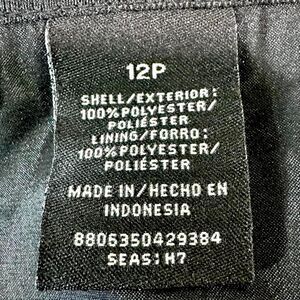 12P
SHELL/EXTERIOR:
100%POLYESTER/
POLIÉSTER
LINING/FORRO:
100%POLYESTER/
POLIÉSTER
MADE IN/HECHO EN
INDONESIA
8806350429384
SEAS:H7